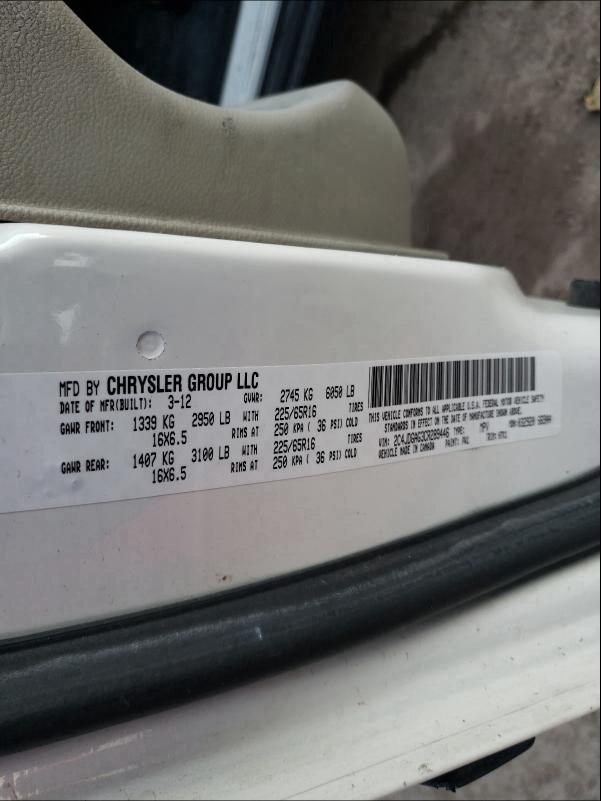 MFD BY CHRYSLER GROUP LLC
DATE OF MFR(BUILT): 3-12 GVWR: 2745 KG 6050 LB
GAWR FRONT: 1339 KG 2950 LB WITH 225/65R16 TIRES
16X6.5 RIMS AT 250 KPA ( 36 PSI) COLD
GAWR REAR: 1407 KG 3100 LB WITH 225/65R16 TIRES
16X6.5 RIMS AT 250 KPA ( 36 PSI) COLD
THIS VEHICLE CONFORMS TO ALL APPLICABLE U.S.A. FEDERAL MOTOR VEHICLE SAFETY
STANDARDS IN EFFECT ON THE DATE OF MANUFACTURE SHOWN ABOVE.
VIN: TYPE: MPV MDH:
VEHICLE MADE IN CANADA PAINT: TRIM: